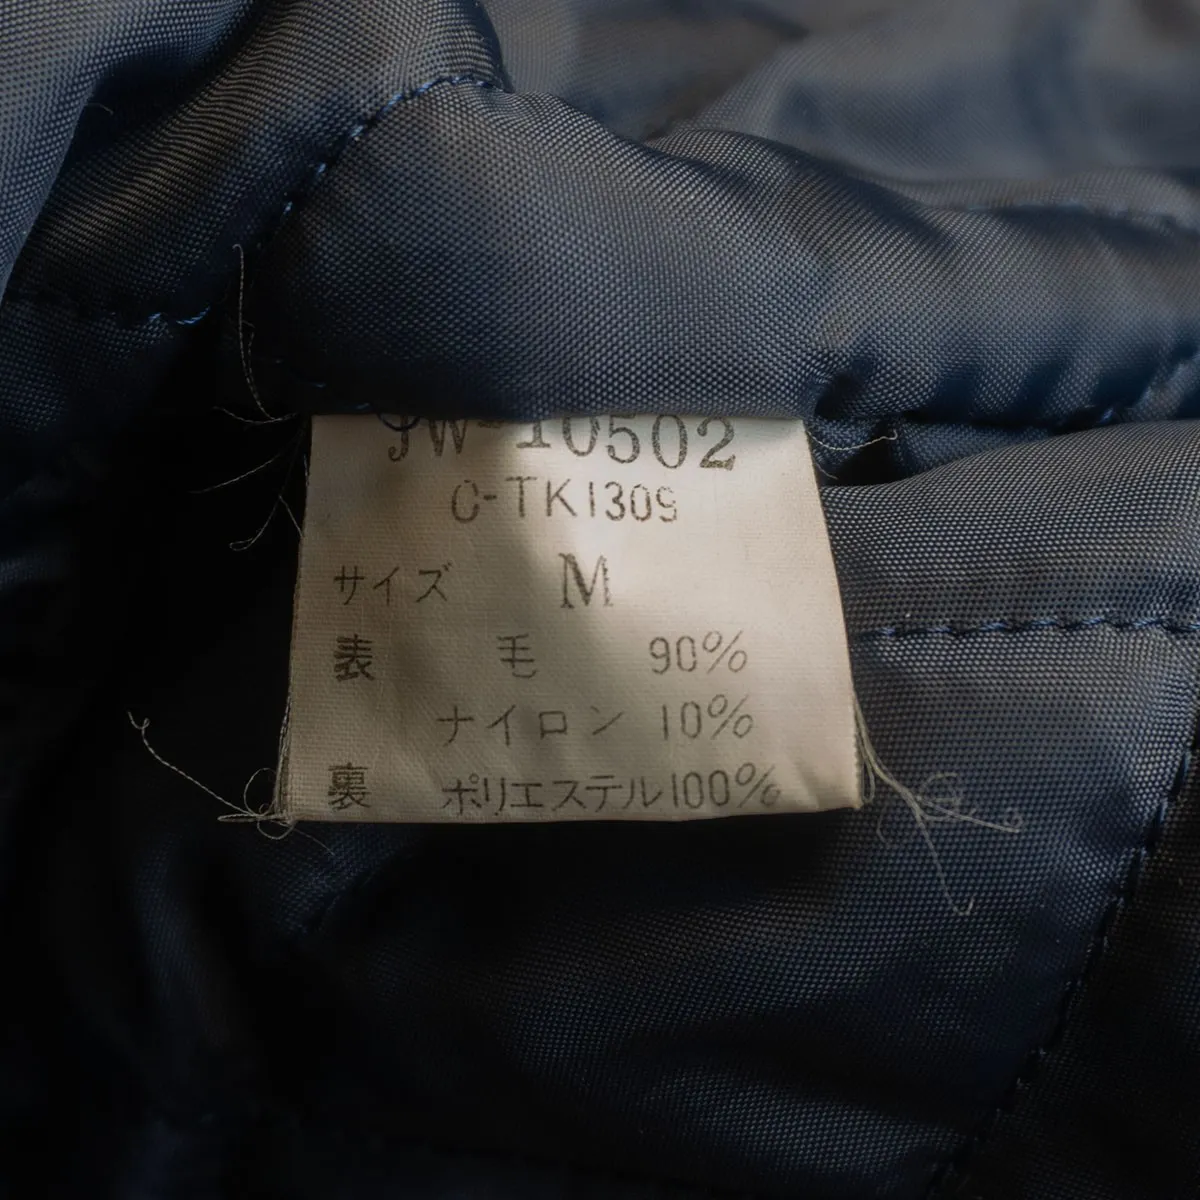 JW-10502
C-TK1309
サイズ M
表 毛 90%
ナイロン 10%
裏 ポリエステル100%